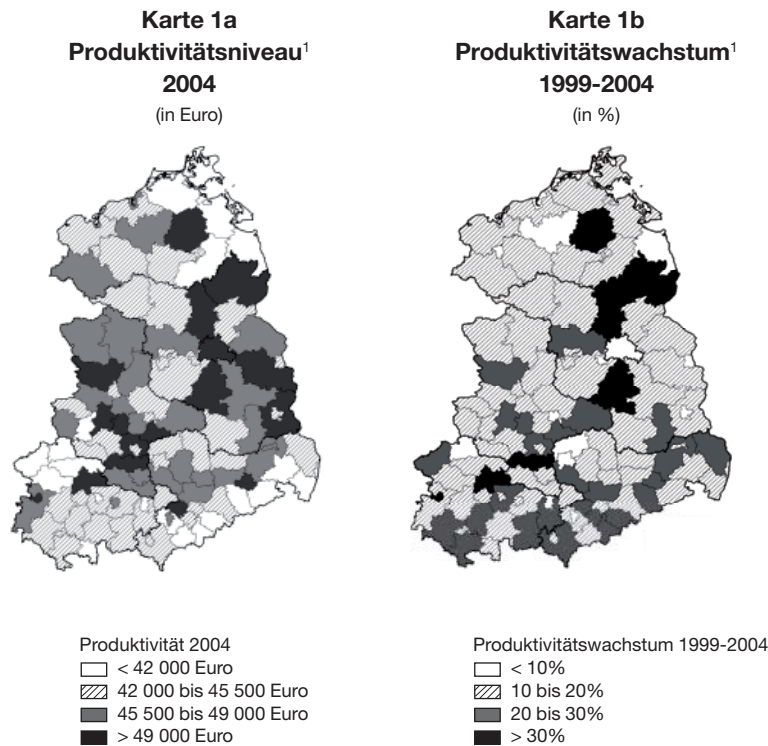 Karte 1a
Produktivitätsniveau¹
2004
(in Euro)
Karte 1b
Produktivitätswachstum¹
1999-2004
(in %)
Produktivität 2004
< 42 000 Euro
42 000 bis 45 500 Euro
45 500 bis 49 000 Euro
> 49 000 Euro
Produktivitätswachstum 1999-2004
< 10%
10 bis 20%
20 bis 30%
> 30%